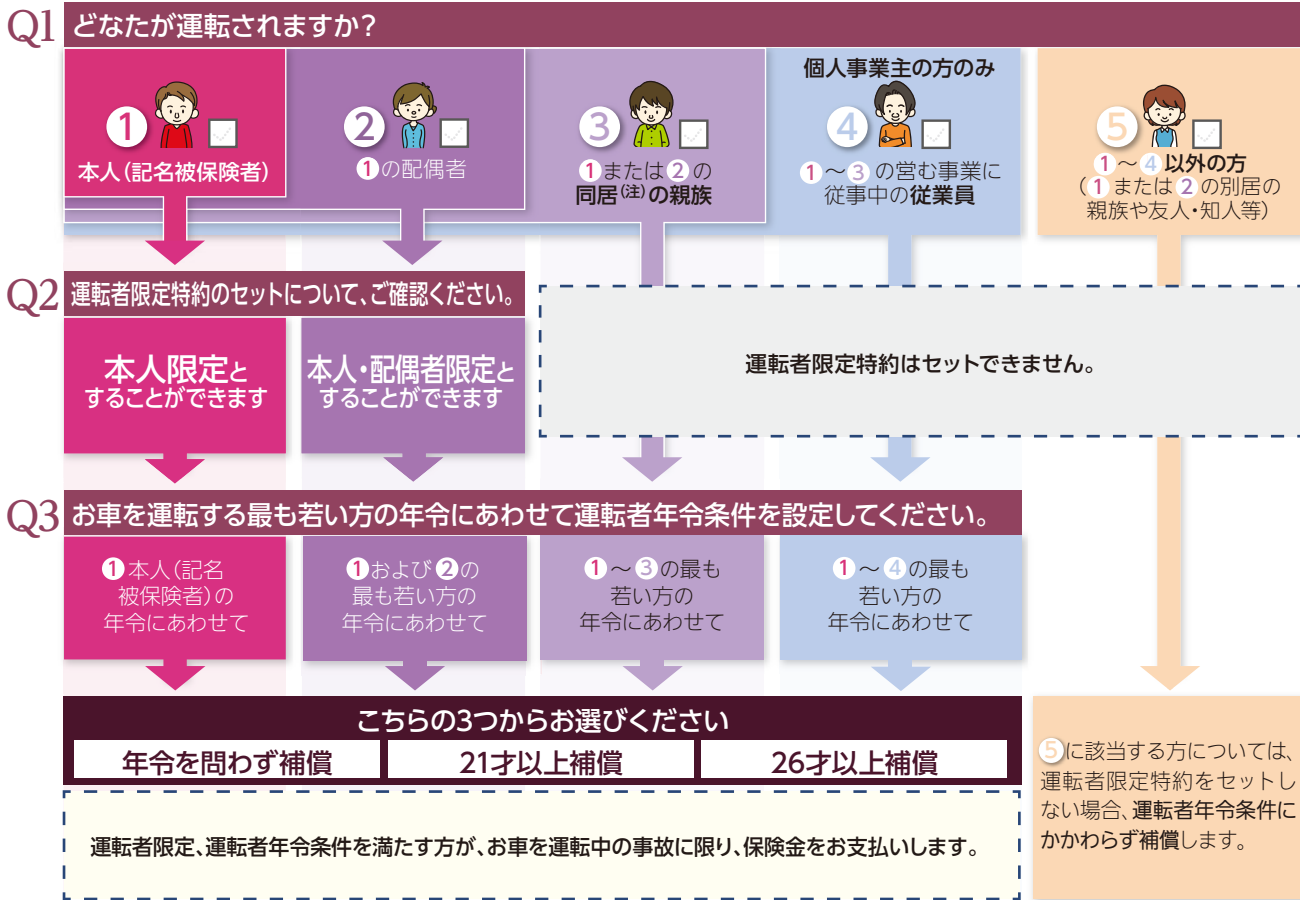 Q1 どなたが運転されますか?
1
本人(記名被保険者)
2
1の配偶者
3
1または2の
同居(注)の親族
個人事業主の方のみ
4
1～3の営む事業に
従事中の従業員
5
1～4以外の方
(1または2の別居の
親族や友人・知人等)
Q2 運転者限定特約のセットについて、ご確認ください。
本人限定と
することができます
本人・配偶者限定と
することができます
運転者限定特約はセットできません。
Q3 お車を運転する最も若い方の年令にあわせて運転者年令条件を設定してください。
1本人(記名
被保険者)の
年令にあわせて
1および2の
最も若い方の
年令にあわせて
1～3の最も
若い方の
年令にあわせて
1～4の最も
若い方の
年令にあわせて
こちらの3つからお選びください
年令を問わず補償
21才以上補償
26才以上補償
運転者限定、運転者年令条件を満たす方が、お車を運転中の事故に限り、保険金をお支払いします。
5に該当する方については、
運転者限定特約をセットし
ない場合、運転者年令条件に
かかわらず補償します。